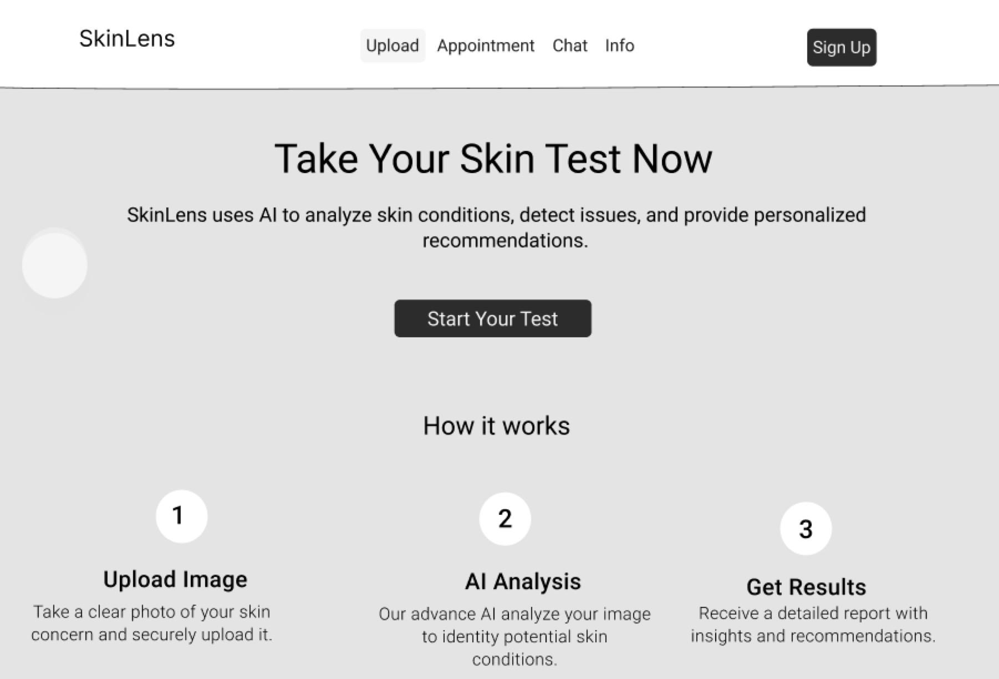 SkinLens
Upload Appointment Chat Info
Sign Up
Take Your Skin Test Now
SkinLens uses AI to analyze skin conditions, detect issues, and provide personalized
recommendations.
Start Your Test
How it works
1
Upload Image
Take a clear photo of your skin
concern and securely upload it.
2
AI Analysis
Our advance AI analyze your image
to identity potential skin
conditions.
3
Get Results
Receive a detailed report with
insights and recommendations.